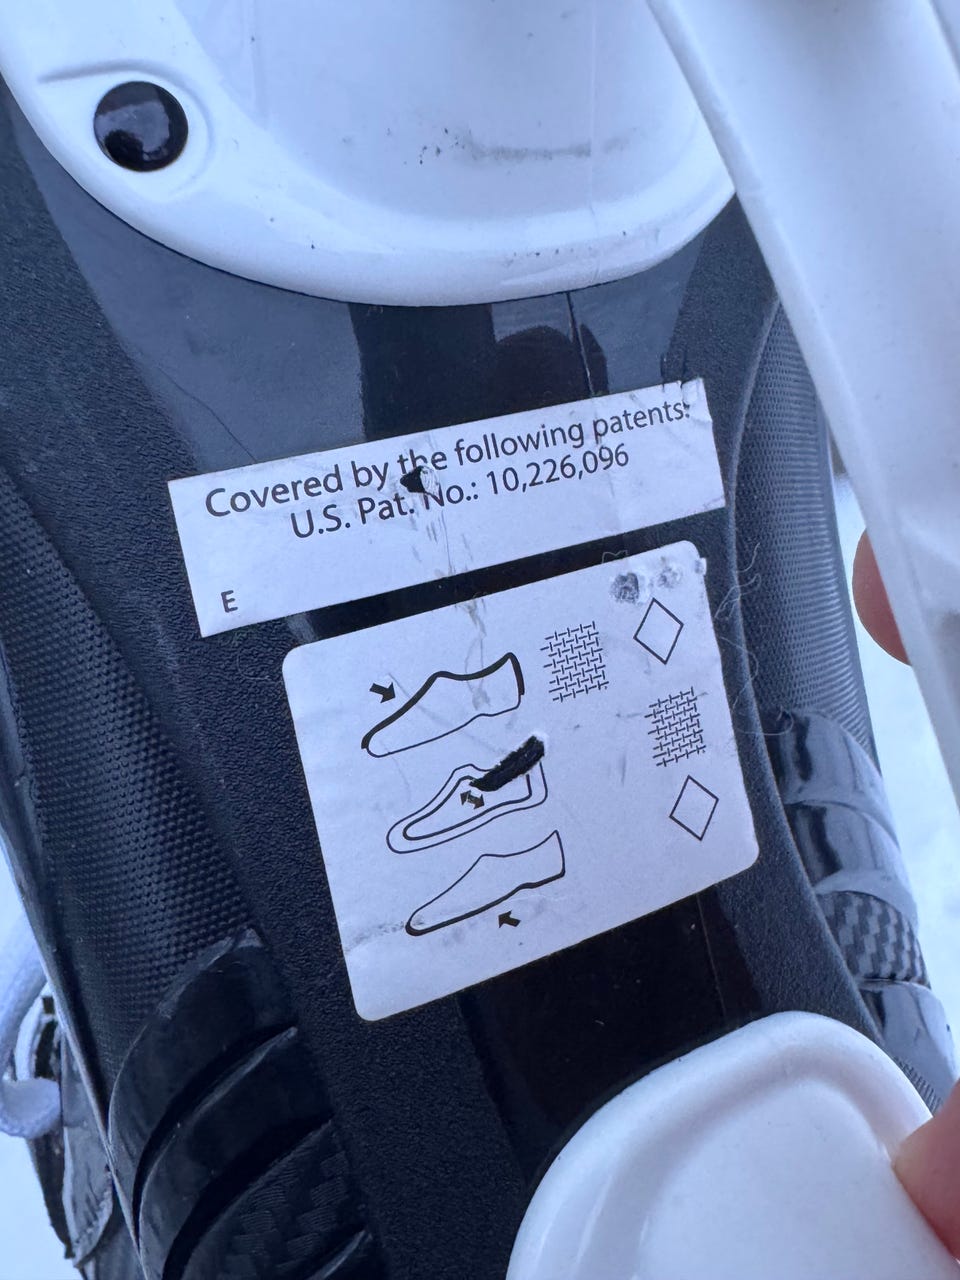 Covered by the following patents:
U.S. Pat. No.: 10,226,096
E